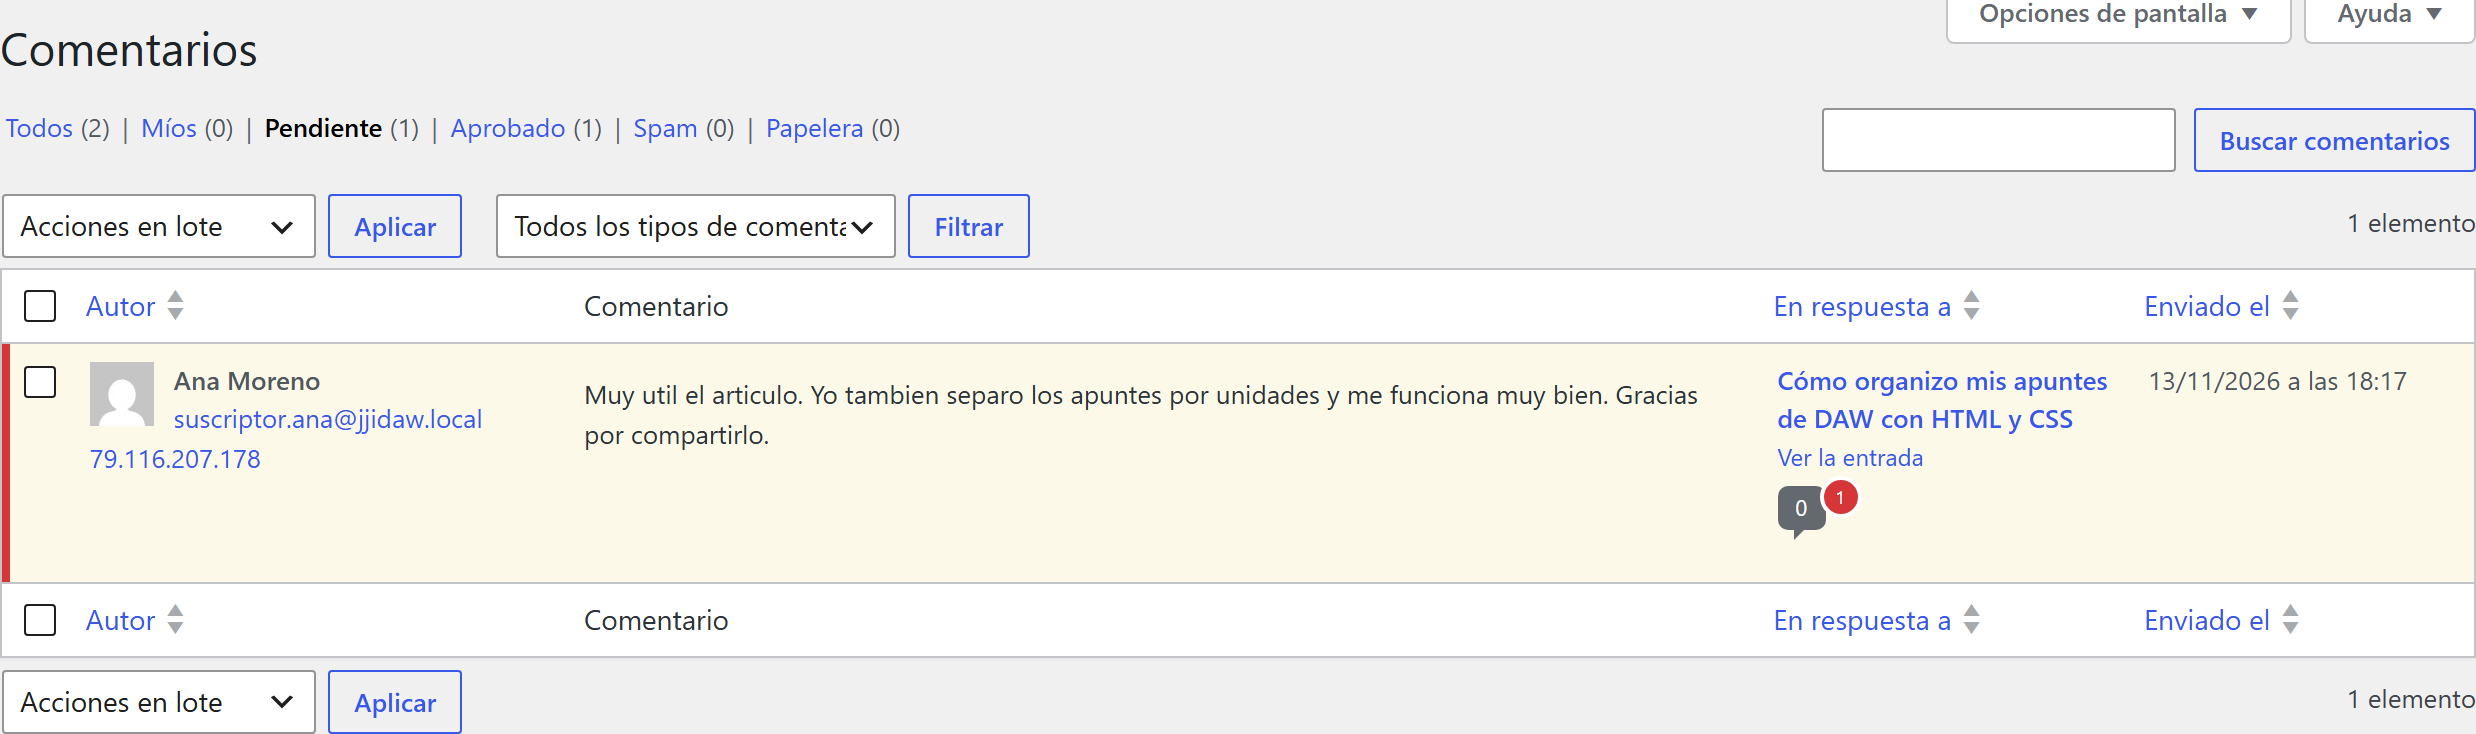 Opciones de pantalla ▼ Ayuda ▼
Comentarios
Todos (2) | Míos (0) | Pendiente (1) | Aprobado (1) | Spam (0) | Papelera (0)
Buscar comentarios
Acciones en lote Aplicar Todos los tipos de comenta Filtrar
1 elemento
Autor Comentario En respuesta a Enviado el
Ana Moreno
suscriptor.ana@jjidaw.local
79.116.207.178
Muy util el articulo. Yo tambien separo los apuntes por unidades y me funciona muy bien. Gracias
por compartirlo.
Cómo organizo mis apuntes
de DAW con HTML y CSS
Ver la entrada
0 1
13/11/2026 a las 18:17
Autor Comentario En respuesta a Enviado el
Acciones en lote Aplicar
1 elemento